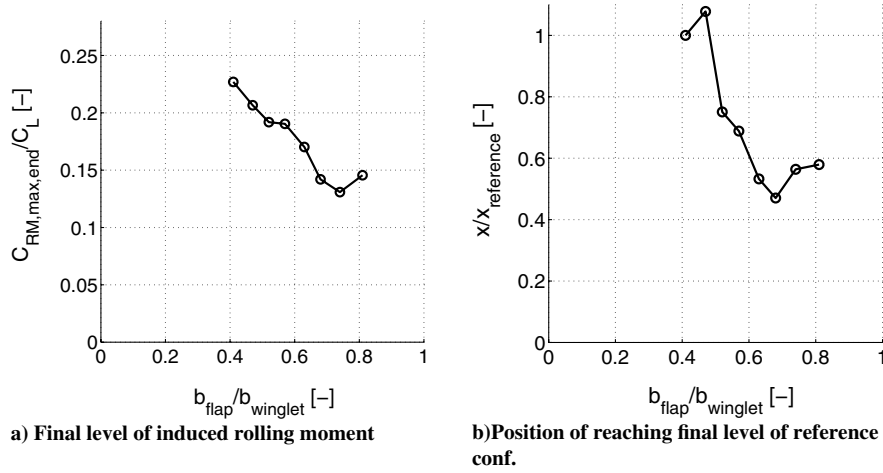 0.25
0.2
0.15
0.1
0.05
0
0 0.2 0.4 0.6 0.8 1
C_RM,max,end/C_L [−]
b_flap/b_winglet [−]
a) Final level of induced rolling moment
1
0.8
0.6
0.4
0.2
0
0 0.2 0.4 0.6 0.8 1
x/x_reference [−]
b_flap/b_winglet [−]
b)Position of reaching final level of reference
conf.